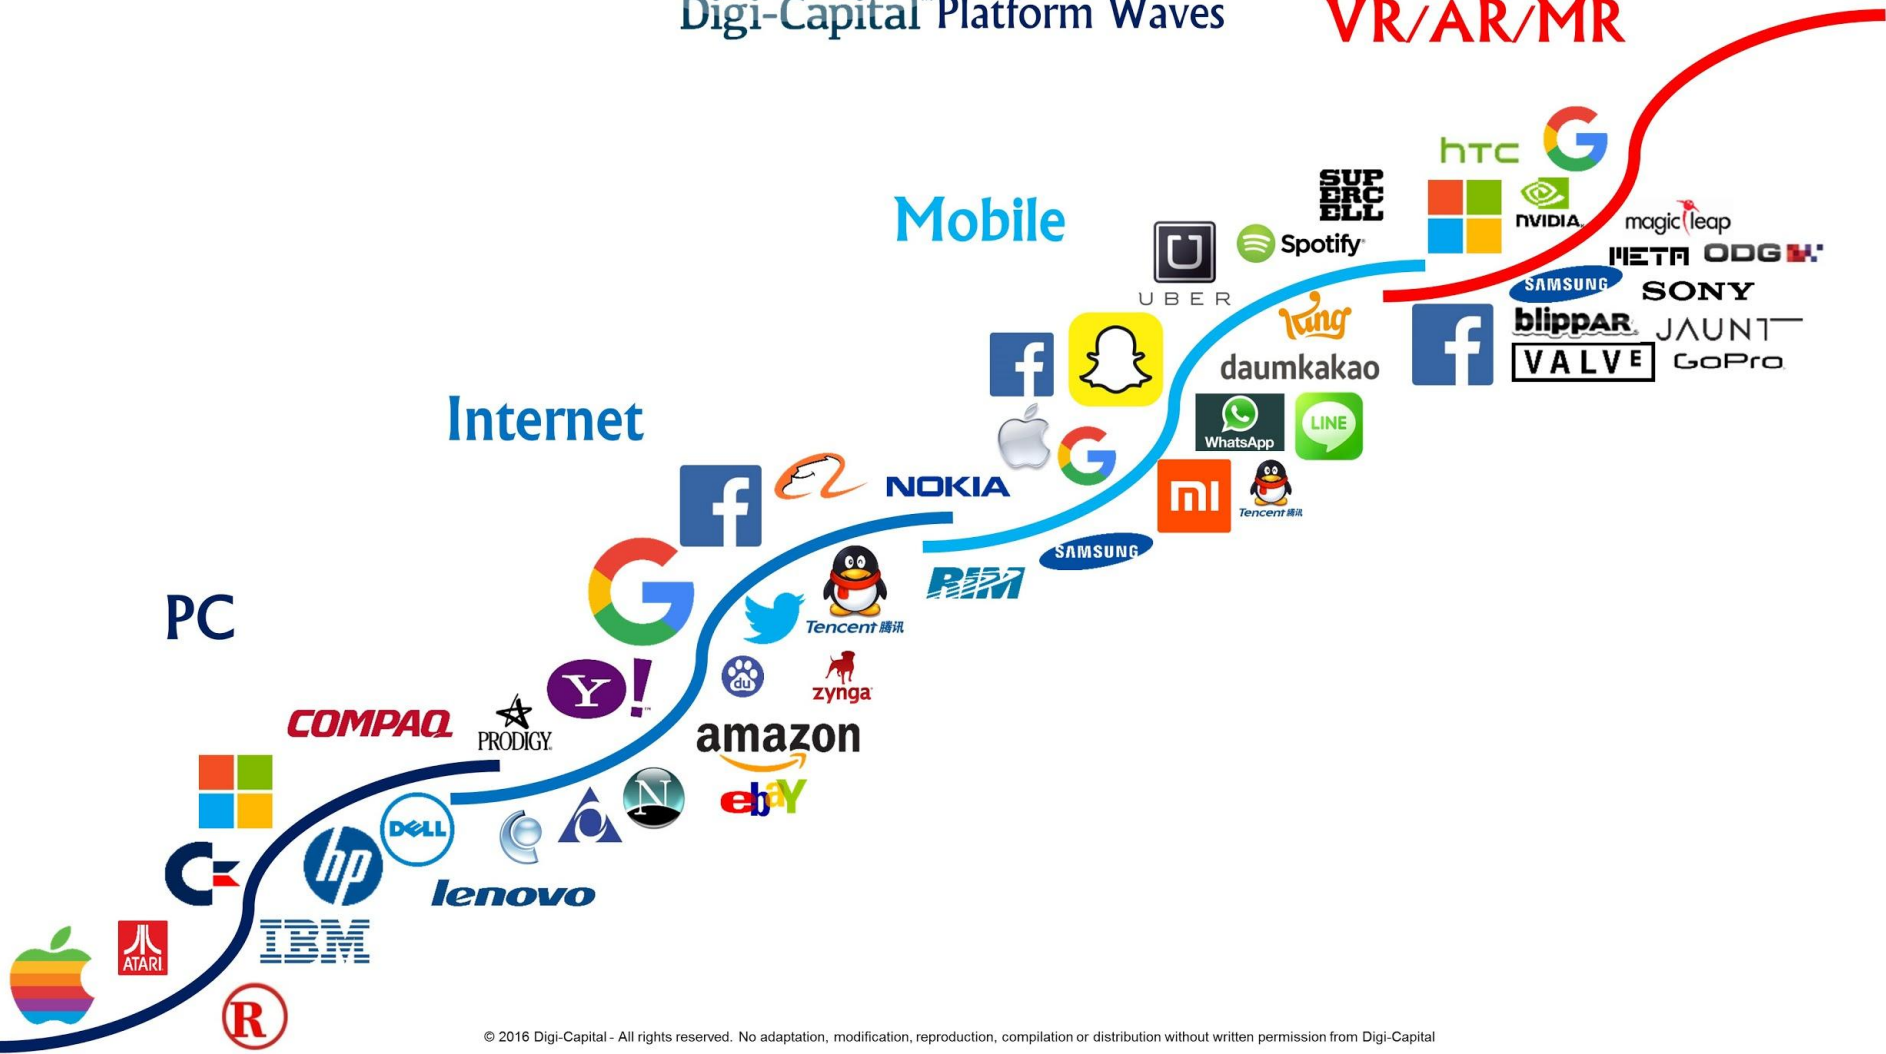 Digi-Capital™ Platform Waves
VR/AR/MR
hTC
G
SUP
ERC
ELL
nVIDIA.
magic leap
Mobile
U
UBER
Spotify®
META
ODG
SAMSUNG
SONY
king
blippAR.
JAUNT
f
f
daumkakao
VALVE
GoPro
Internet
WhatsApp
LINE
G
f
NOKIA
mi
Tencent 腾讯
SAMSUNG
G
RIM
PC
Tencent 腾讯
Y!™
du
zynga
COMPAQ
PRODIGY.
amazon
N
ebaY
DELL
hp
lenovo
C
IBM
ATARI
R
© 2016 Digi-Capital - All rights reserved. No adaptation, modification, reproduction, compilation or distribution without written permission from Digi-Capital